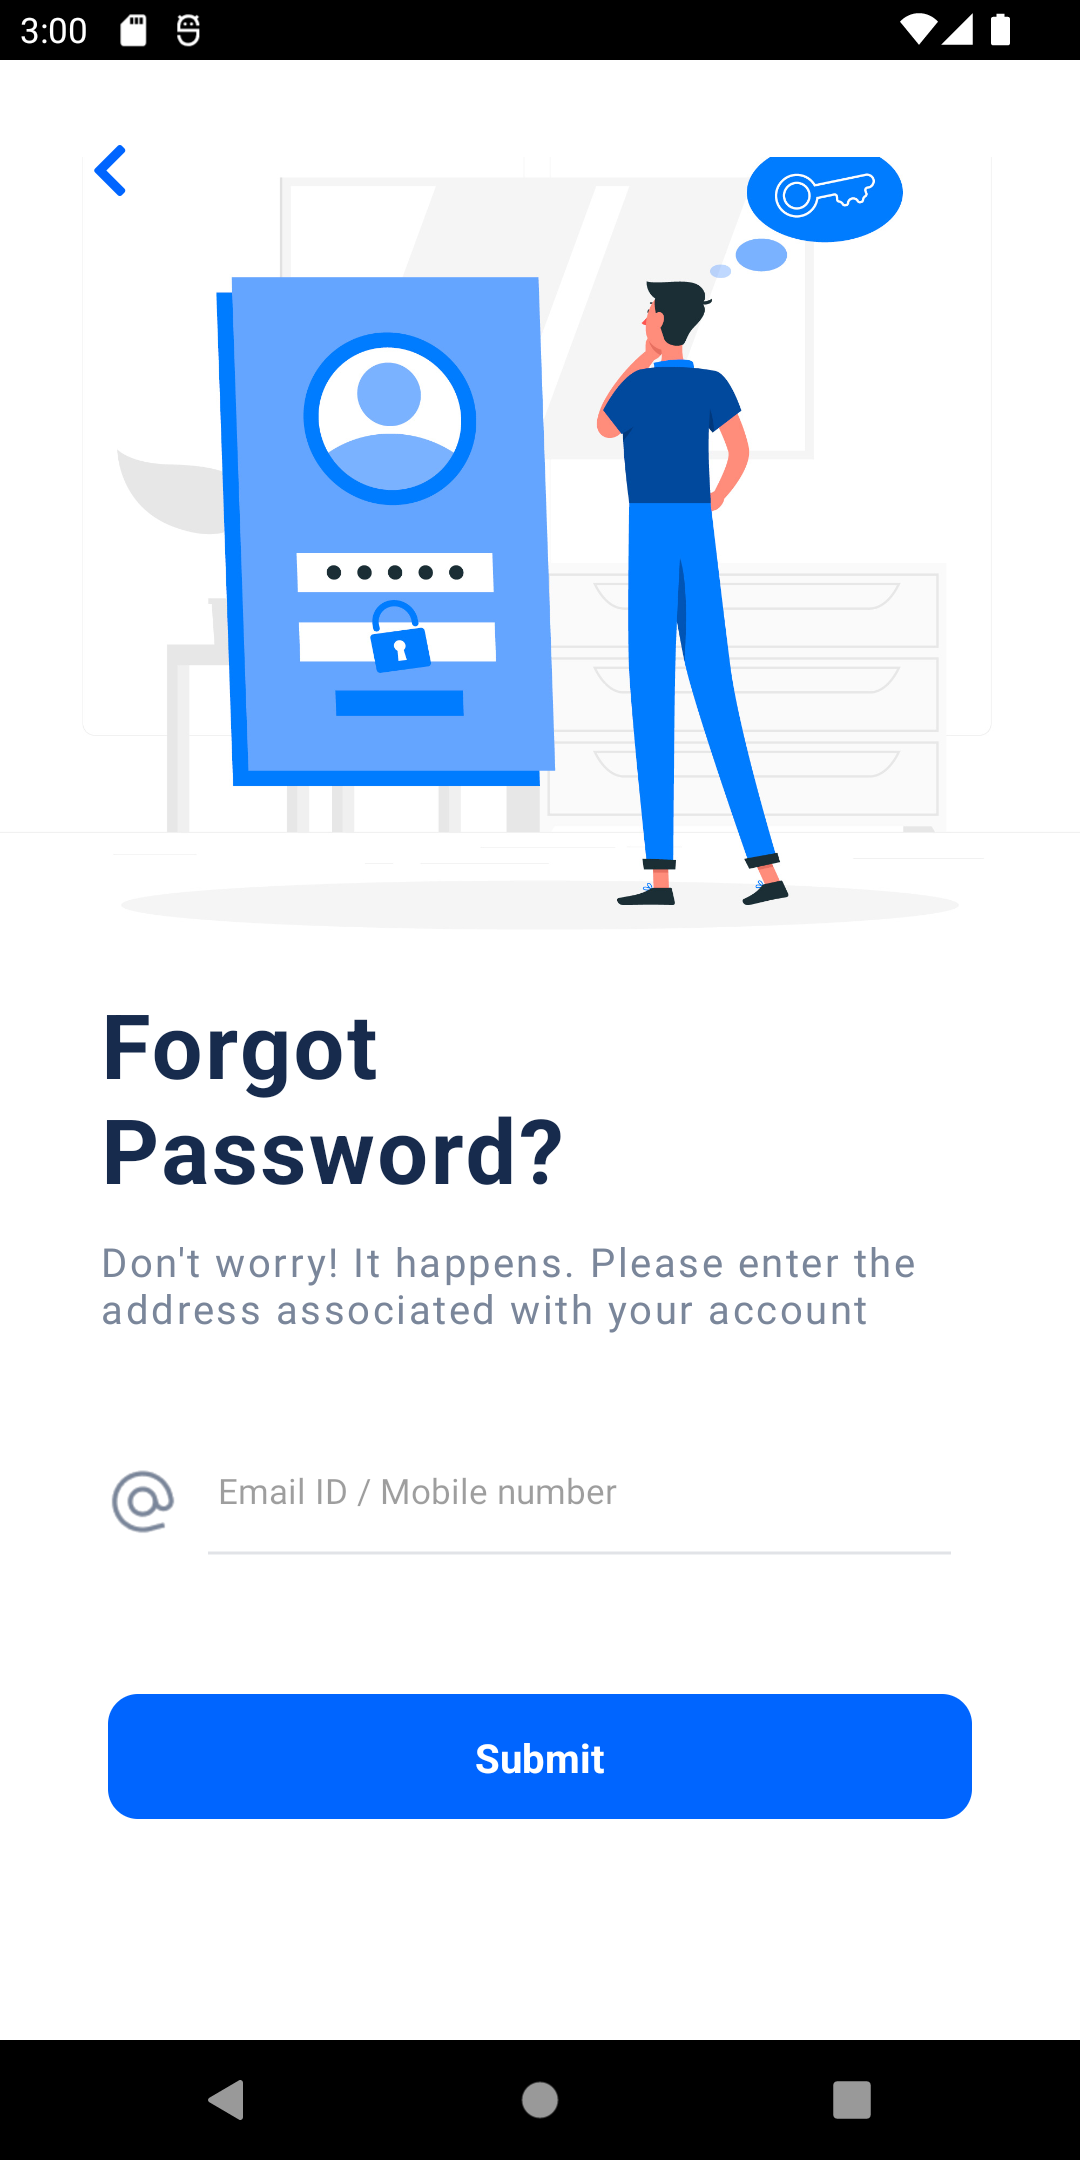 3:00
Forgot
Password?
Don't worry! It happens. Please enter the
address associated with your account
Email ID / Mobile number
Submit